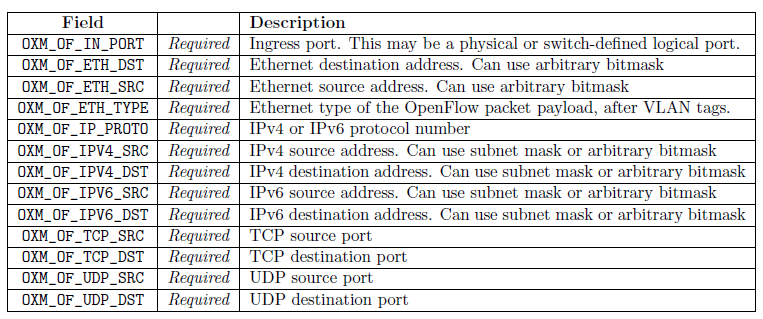 Field Description
OXM_OF_IN_PORT Required Ingress port. This may be a physical or switch-defined logical port.
OXM_OF_ETH_DST Required Ethernet destination address. Can use arbitrary bitmask
OXM_OF_ETH_SRC Required Ethernet source address. Can use arbitrary bitmask
OXM_OF_ETH_TYPE Required Ethernet type of the OpenFlow packet payload, after VLAN tags.
OXM_OF_IP_PROTO Required IPv4 or IPv6 protocol number
OXM_OF_IPV4_SRC Required IPv4 source address. Can use subnet mask or arbitrary bitmask
OXM_OF_IPV4_DST Required IPv4 destination address. Can use subnet mask or arbitrary bitmask
OXM_OF_IPV6_SRC Required IPv6 source address. Can use subnet mask or arbitrary bitmask
OXM_OF_IPV6_DST Required IPv6 destination address. Can use subnet mask or arbitrary bitmask
OXM_OF_TCP_SRC Required TCP source port
OXM_OF_TCP_DST Required TCP destination port
OXM_OF_UDP_SRC Required UDP source port
OXM_OF_UDP_DST Required UDP destination port